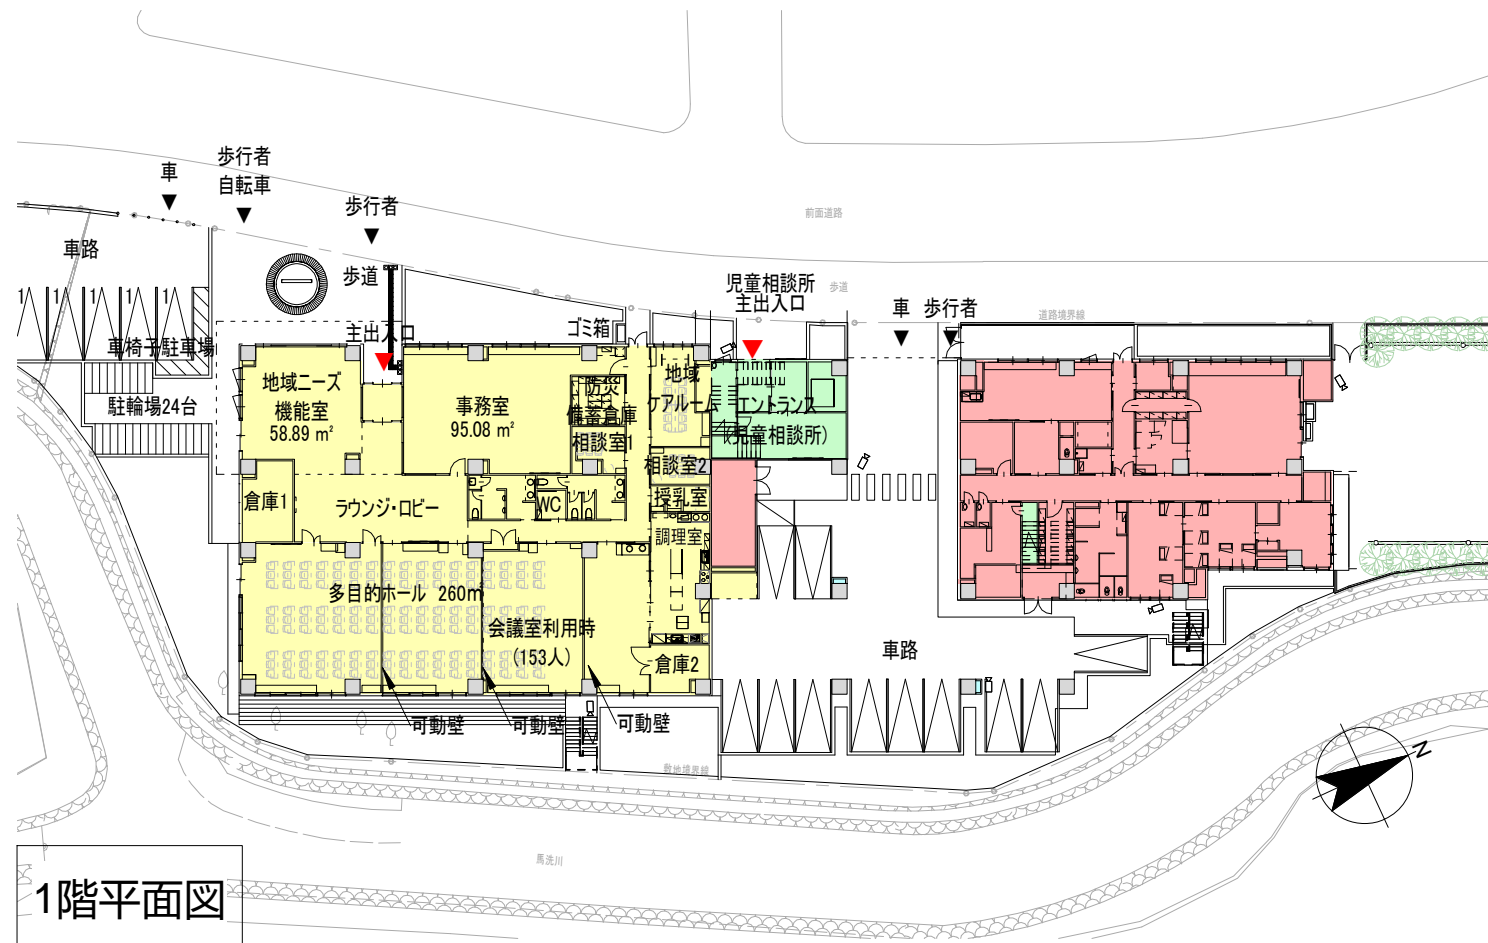 車
歩行者
自転車
歩行者
前面道路
車路
歩道
児童相談所
主出入口
歩道
車
歩行者
道路境界線
1
1
1
1
1
主出入口
ゴミ箱
車椅子駐車場
駐輪場24台
地域ニーズ
機能室
58.89 ㎡
事務室
95.08 ㎡
防災
備蓄倉庫
相談室1
地域
ケアルーム
エントランス
(児童相談所)
相談室2
倉庫1
ラウンジ・ロビー
WC
授乳室
調理室
多目的ホール 260㎡
会議室利用時
(153人)
倉庫2
車路
可動壁
可動壁
可動壁
敷地境界線
馬洗川
N
1階平面図